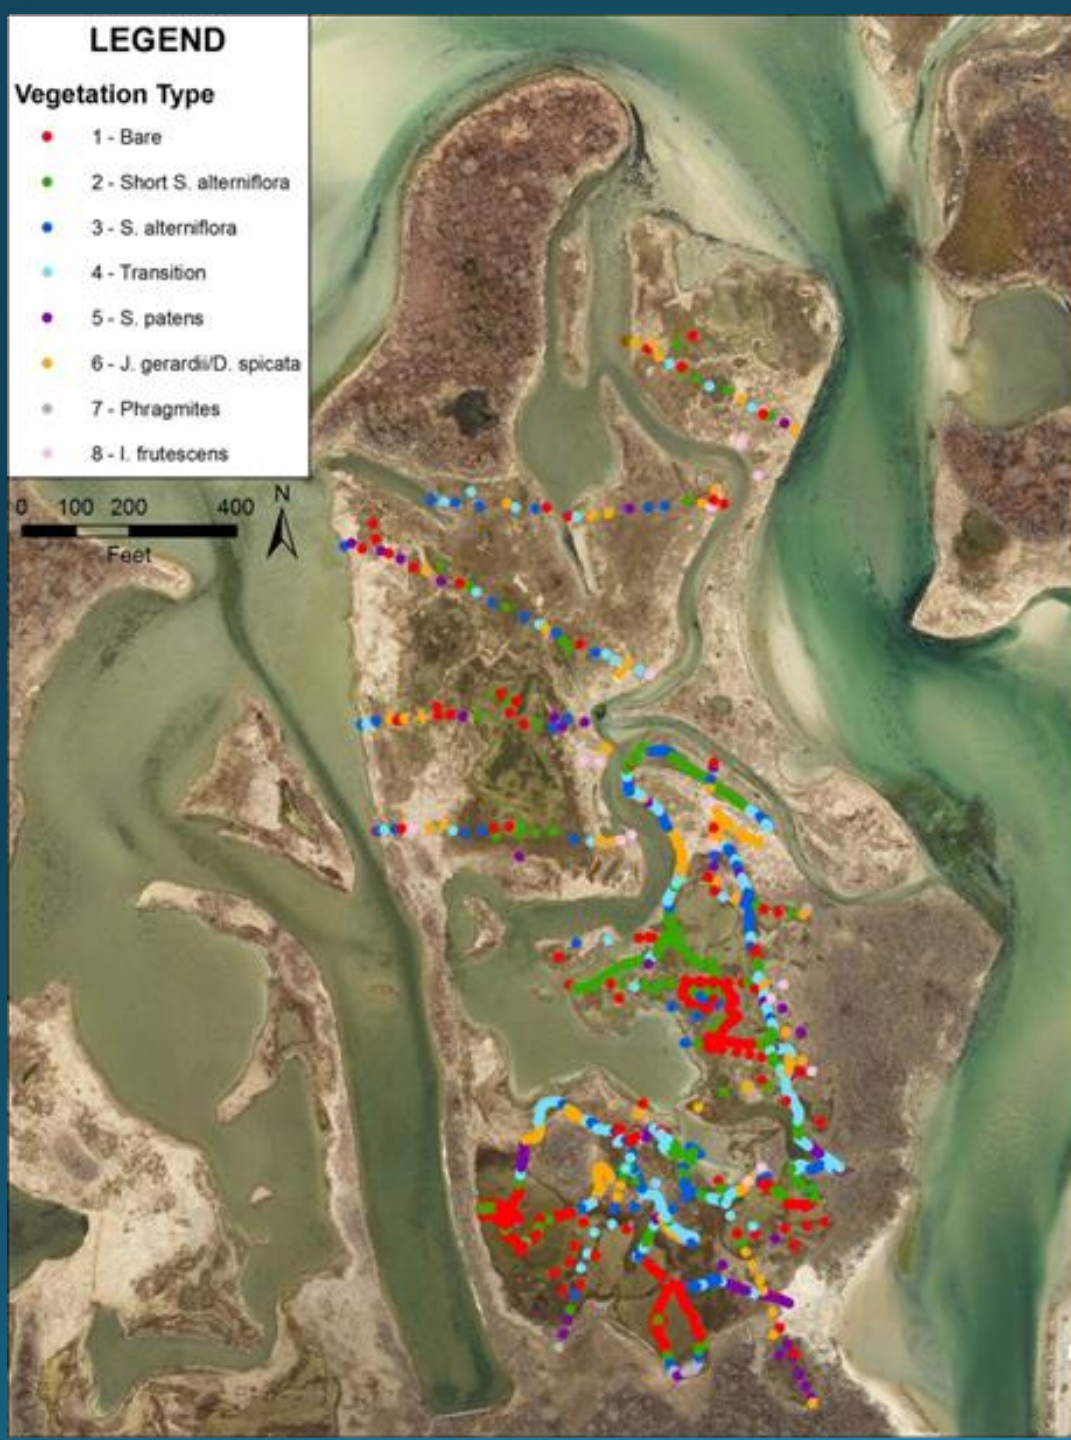 LEGEND
Vegetation Type
1 - Bare
2 - Short S. alterniflora
3 - S. alterniflora
4 - Transition
5 - S. patens
6 - J. gerardii/D. spicata
7 - Phragmites
8 - I. frutescens
0 100 200 400
Feet
N